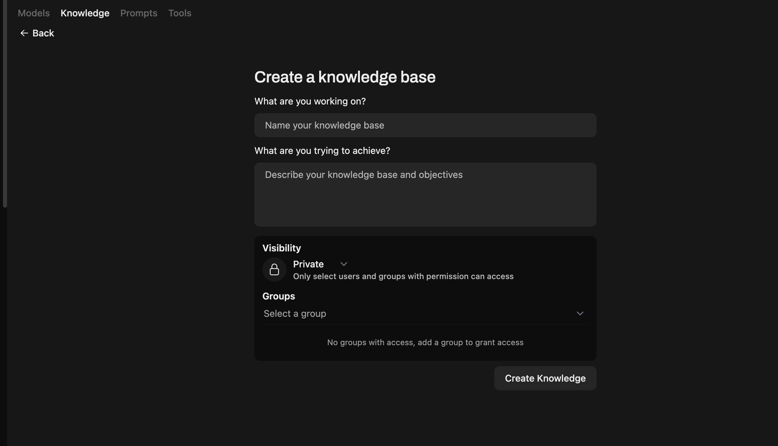 Models Knowledge Prompts Tools
Back
Create a knowledge base
What are you working on?
Name your knowledge base
What are you trying to achieve?
Describe your knowledge base and objectives
Visibility
Private
Only select users and groups with permission can access
Groups
Select a group
No groups with access, add a group to grant access
Create Knowledge